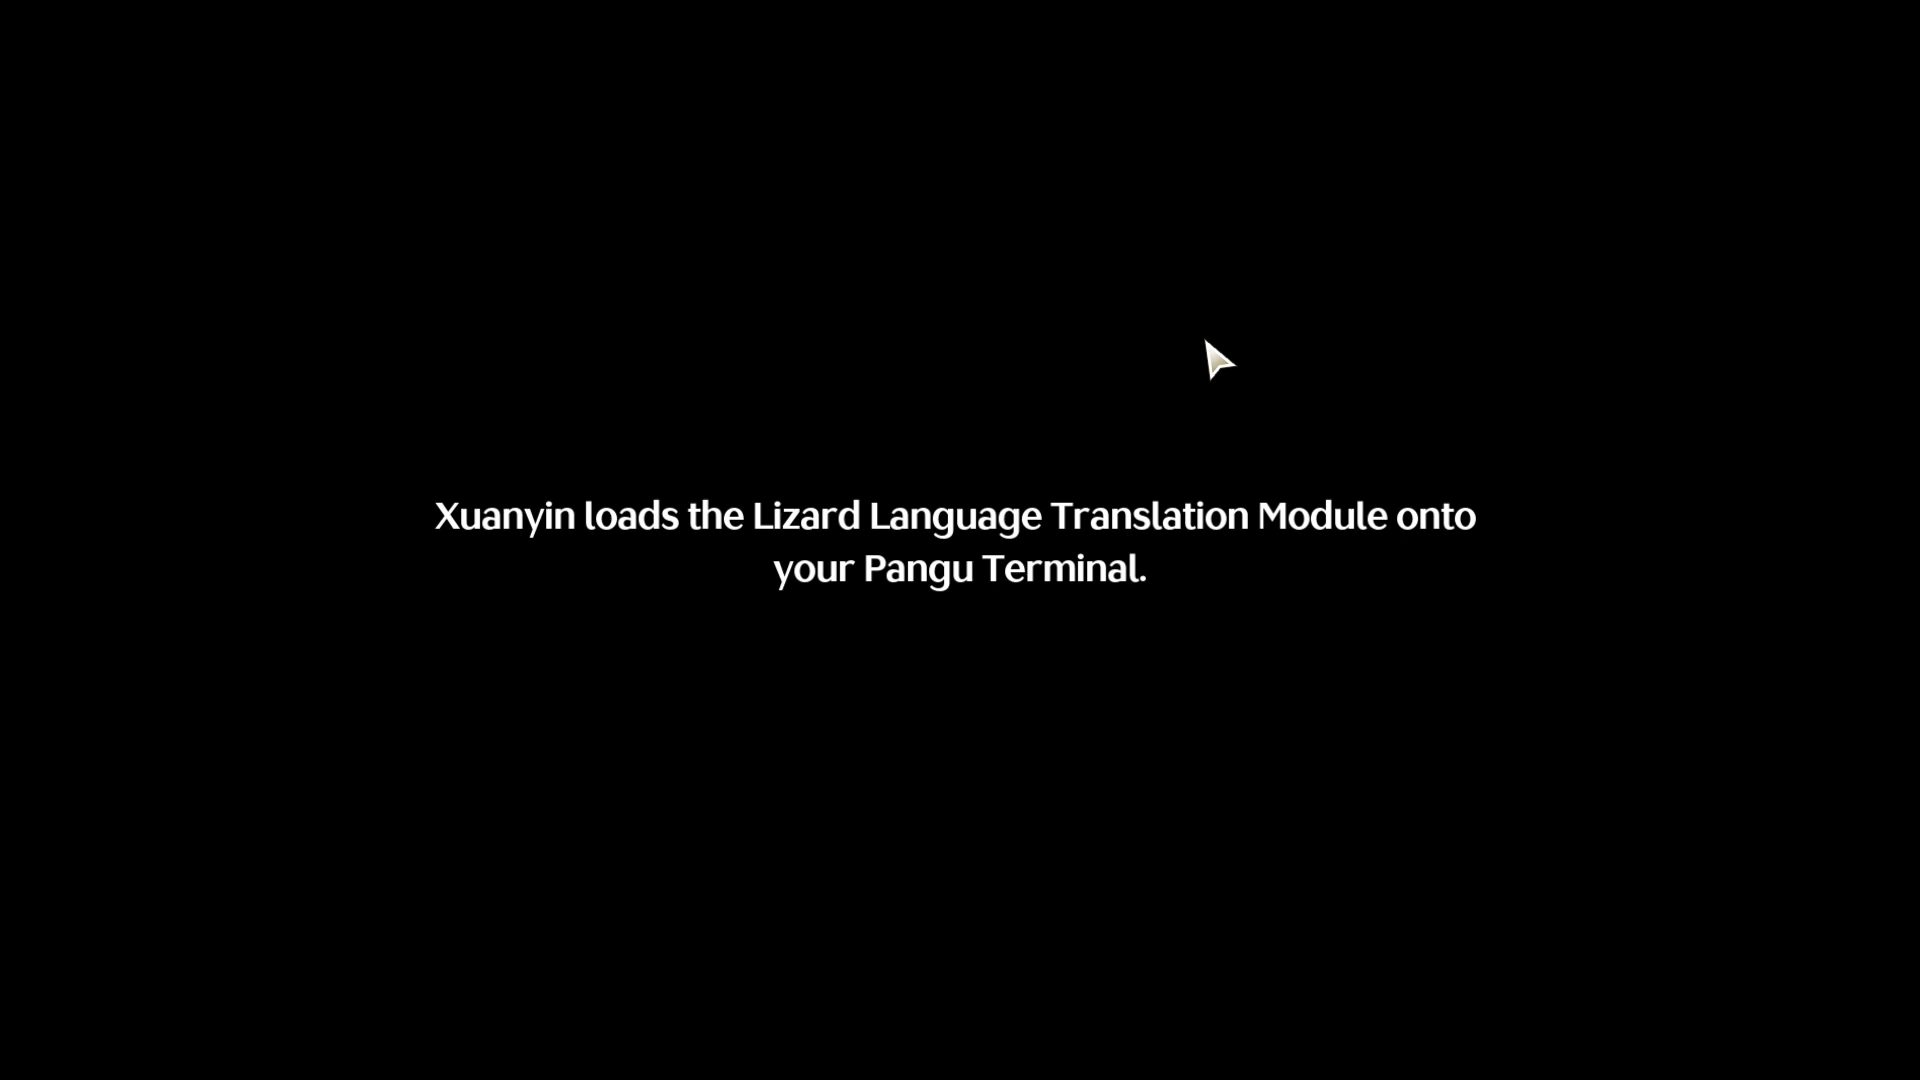 Xuanyin loads the Lizard Language Translation Module onto
your Pangu Terminal.